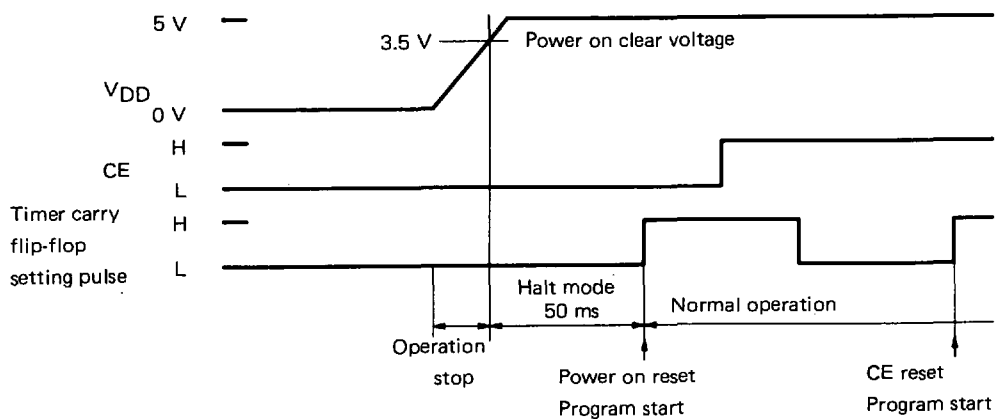 5 V
3.5 V
Power on clear voltage
VDD
0 V
H
CE
L
Timer carry
flip-flop
setting pulse
H
L
Halt mode
50 ms
Normal operation
Operation
stop
Power on reset
Program start
CE reset
Program start